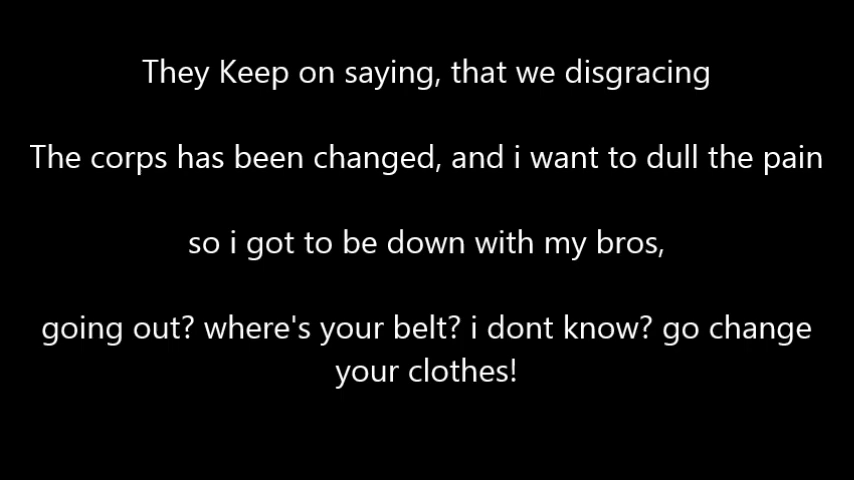 They Keep on saying, that we disgracing
The corps has been changed, and i want to dull the pain
so i got to be down with my bros,
going out? where's your belt? i dont know? go change
your clothes!